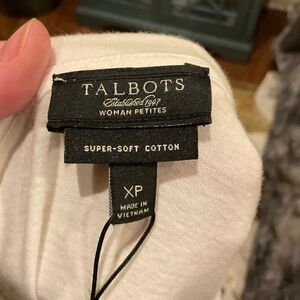 TALBOTS
Established 1947
WOMAN PETITES
SUPER-SOFT COTTON
XP
MADE IN
VIETNAM